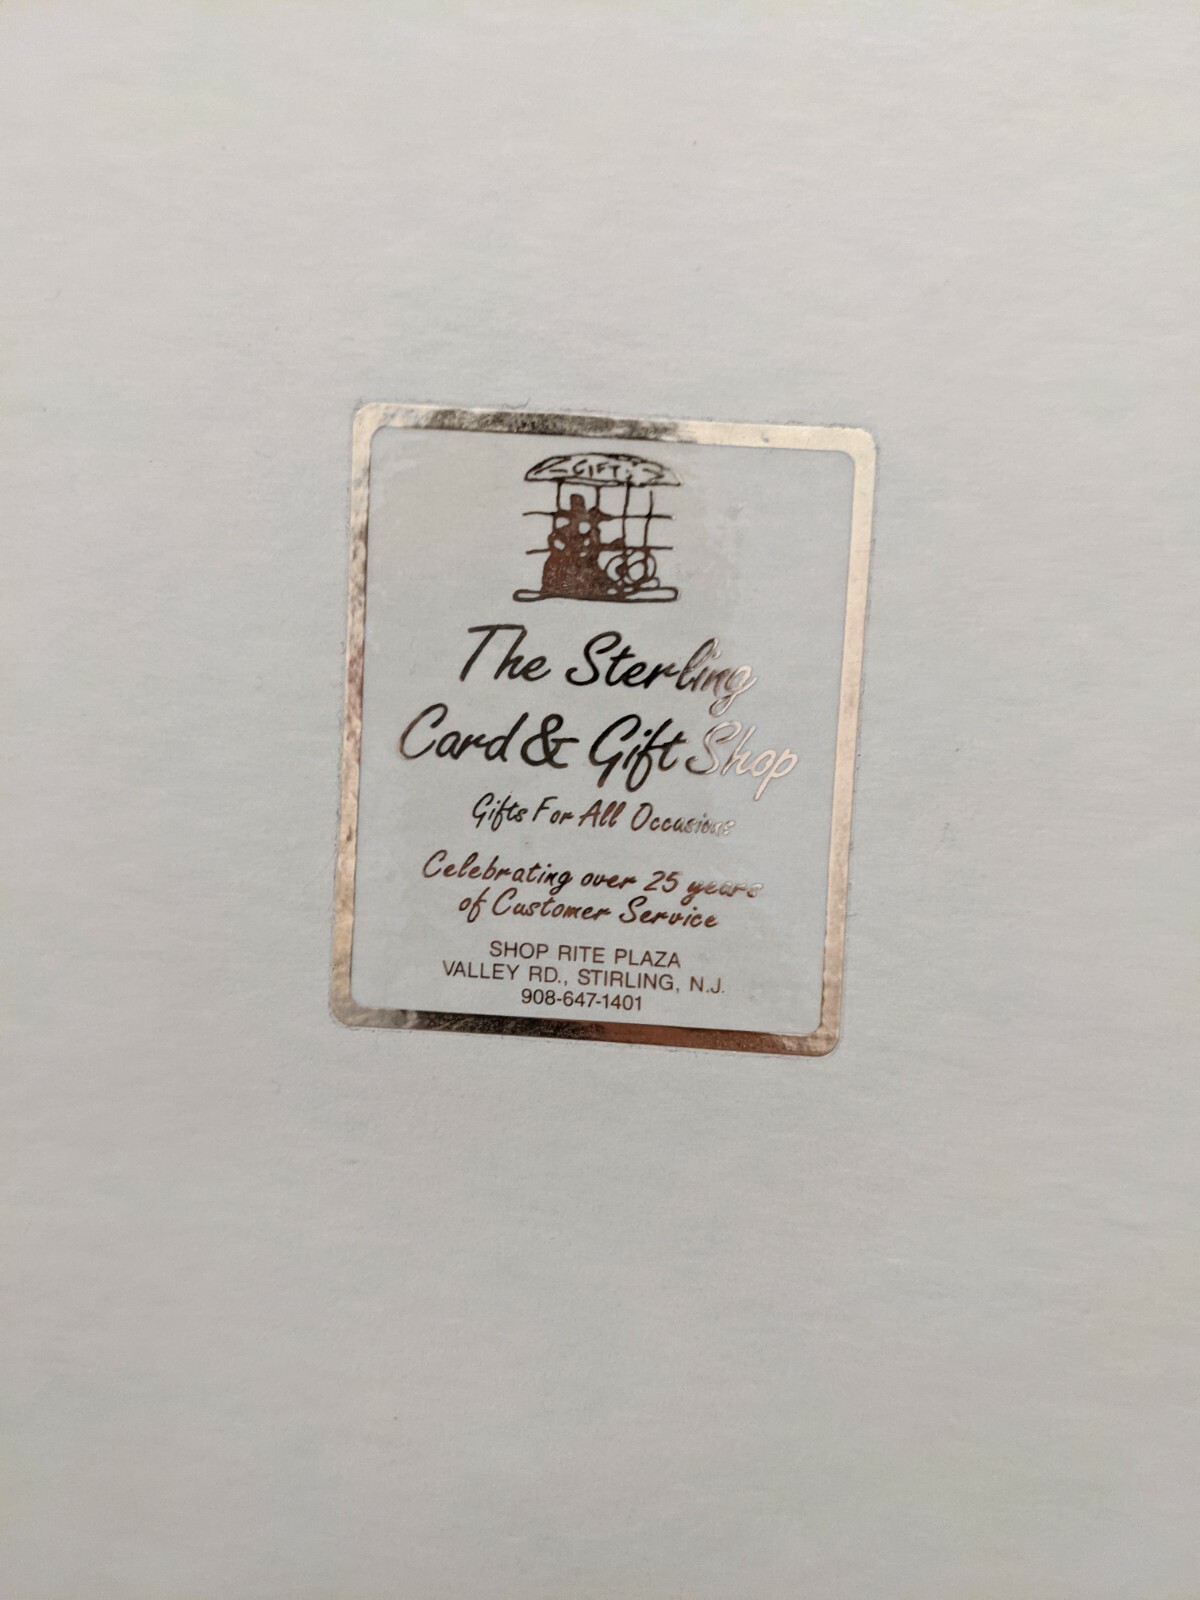 GIFTS
The Sterling
Card & Gift Shop
Gifts For All Occasions
Celebrating over 25 years
of Customer Service
SHOP RITE PLAZA
VALLEY RD., STIRLING, N.J.
908-647-1401